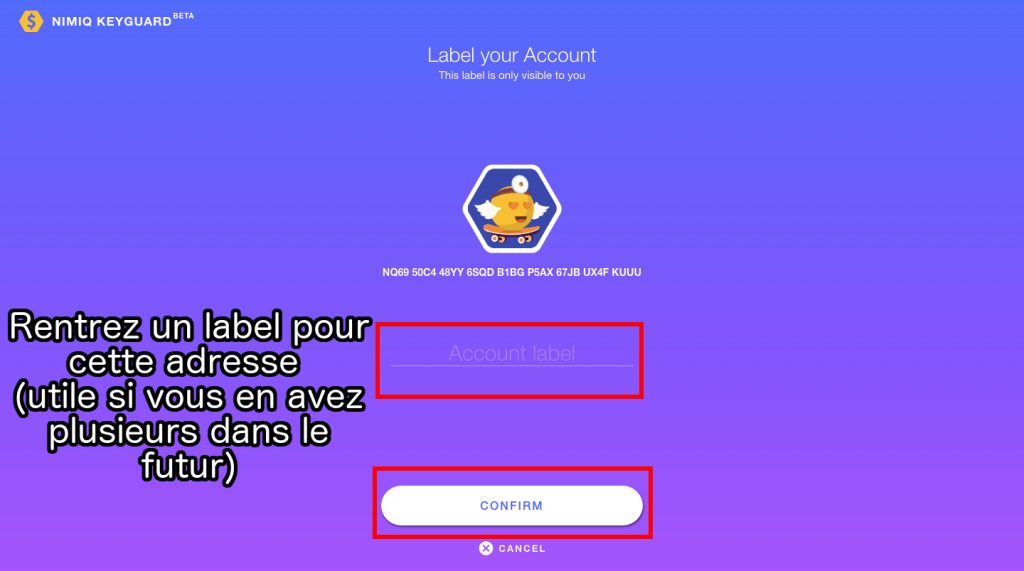 NIMIQ KEYGUARD BETA
Label your Account
This label is only visible to you
NQ69 50C4 48YY 6SQD B1BG P5AX 67JB UX4F KUUU
Rentrez un label pour
cette adresse
(utile si vous en avez
plusieurs dans le
futur)
Account label
CONFIRM
CANCEL